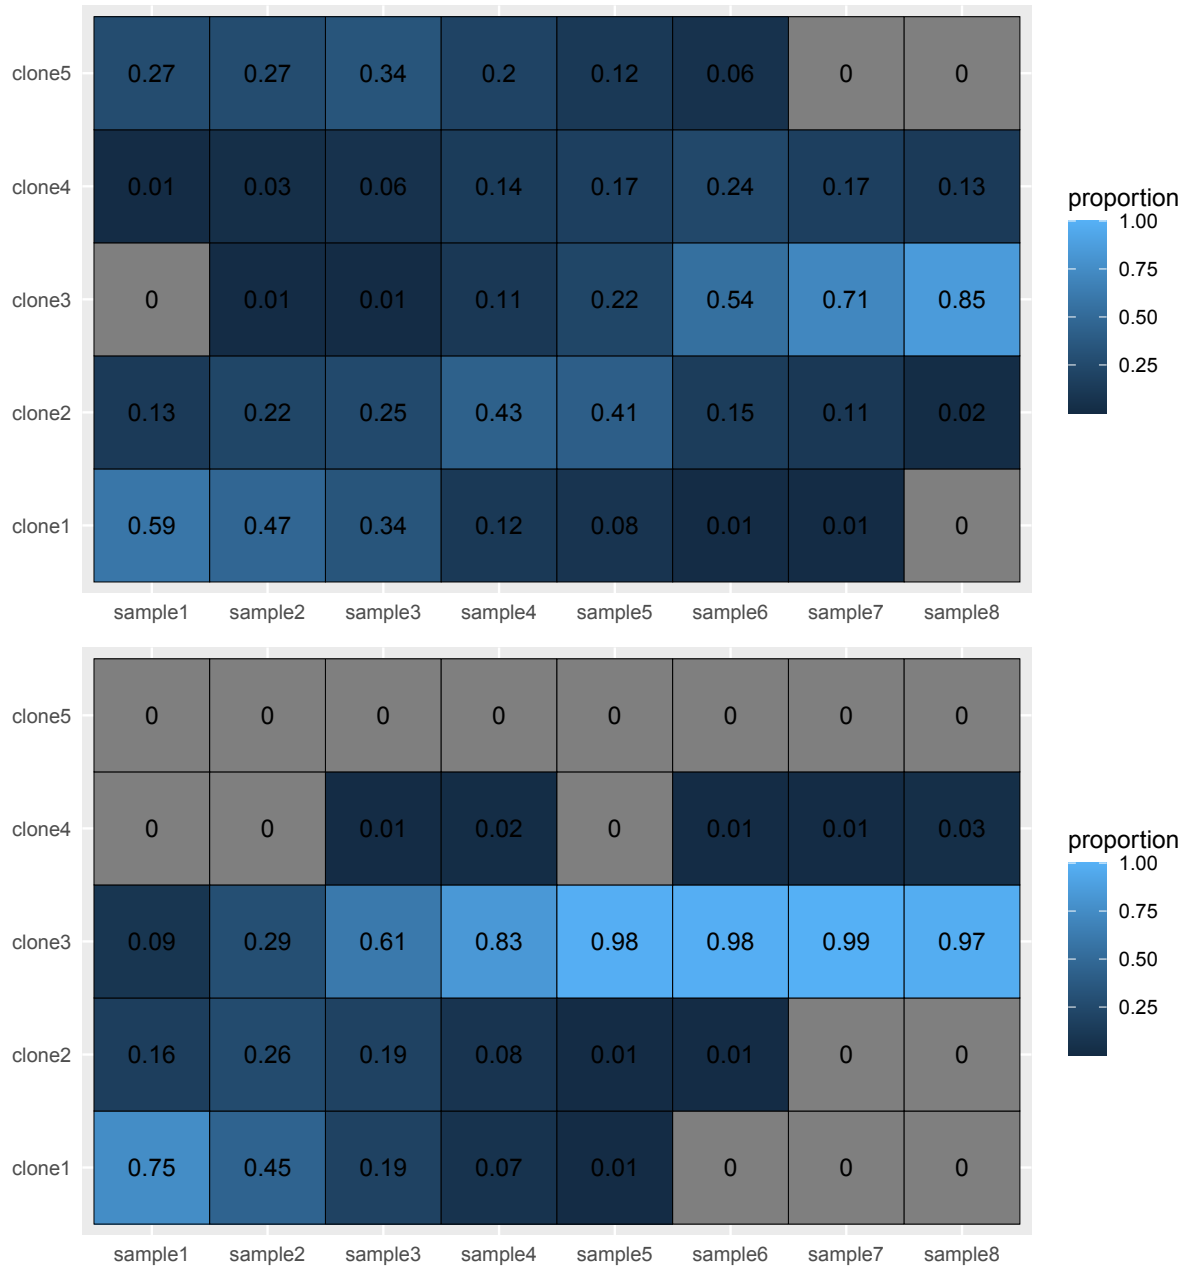 clone5 0.27 0.27 0.34 0.2 0.12 0.06 0 0
clone4 0.01 0.03 0.06 0.14 0.17 0.24 0.17 0.13
clone3 0 0.01 0.01 0.11 0.22 0.54 0.71 0.85
clone2 0.13 0.22 0.25 0.43 0.41 0.15 0.11 0.02
clone1 0.59 0.47 0.34 0.12 0.08 0.01 0.01 0
sample1 sample2 sample3 sample4 sample5 sample6 sample7 sample8
proportion
1.00
0.75
0.50
0.25
clone5 0 0 0 0 0 0 0 0
clone4 0 0 0.01 0.02 0 0.01 0.01 0.03
clone3 0.09 0.29 0.61 0.83 0.98 0.98 0.99 0.97
clone2 0.16 0.26 0.19 0.08 0.01 0.01 0 0
clone1 0.75 0.45 0.19 0.07 0.01 0 0 0
sample1 sample2 sample3 sample4 sample5 sample6 sample7 sample8
proportion
1.00
0.75
0.50
0.25